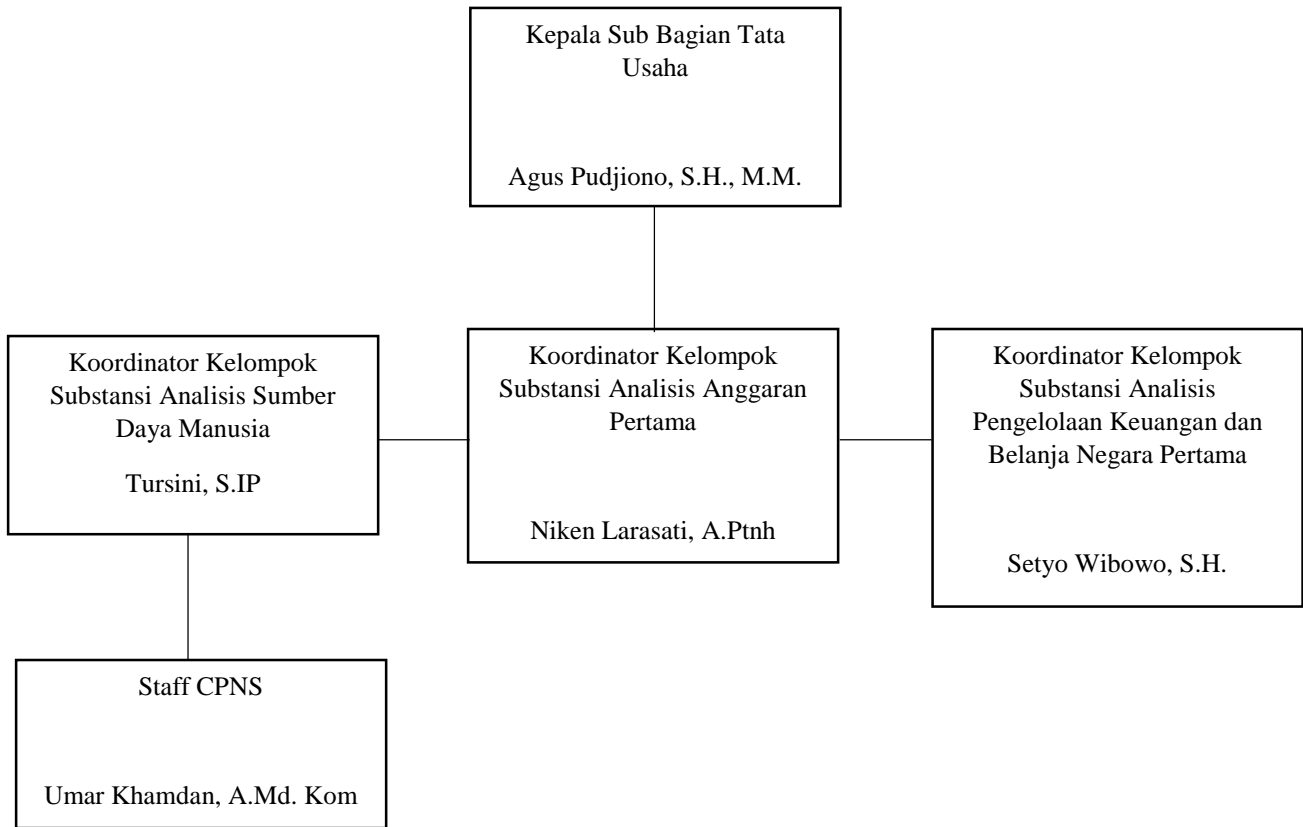 Kepala Sub Bagian Tata
Usaha
Agus Pudjiono, S.H., M.M.
Koordinator Kelompok
Substansi Analisis Sumber
Daya Manusia
Tursini, S.IP
Koordinator Kelompok
Substansi Analisis Anggaran
Pertama
Niken Larasati, A.Ptnh
Koordinator Kelompok
Substansi Analisis
Pengelolaan Keuangan dan
Belanja Negara Pertama
Setyo Wibowo, S.H.
Staff CPNS
Umar Khamdan, A.Md. Kom